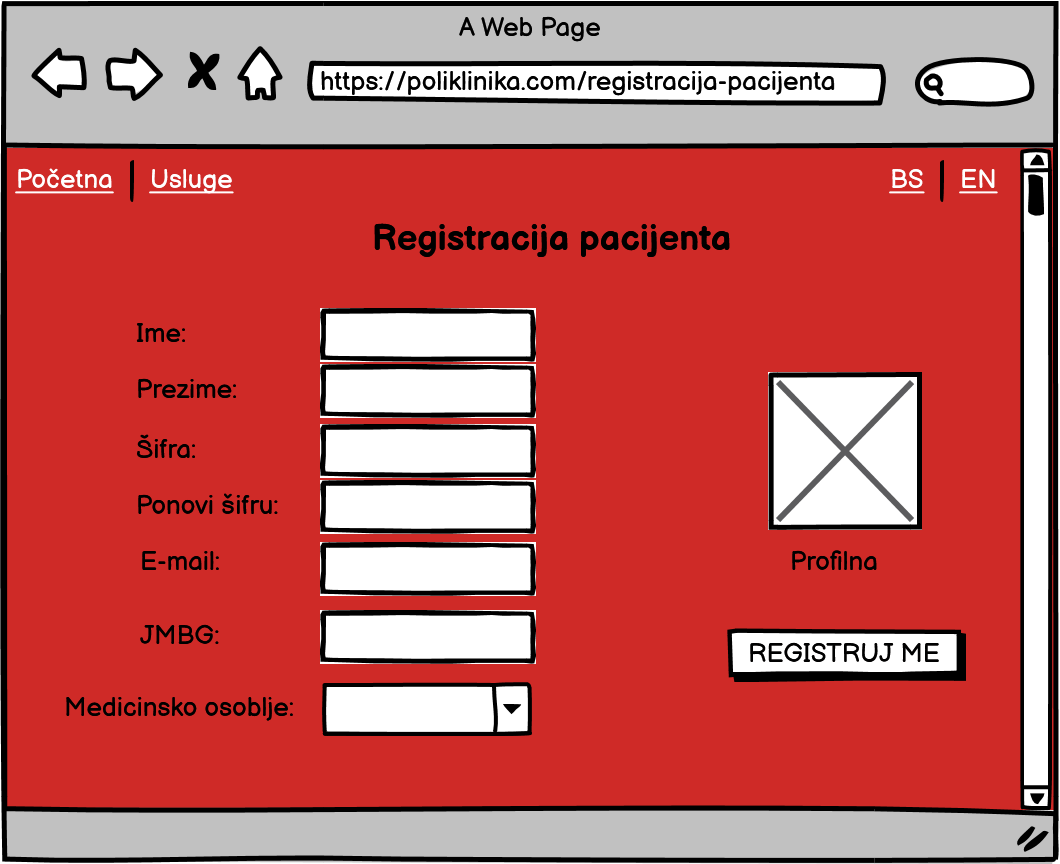 A Web Page
https://poliklinika.com/registracija-pacijenta
Početna
Usluge
BS
EN
Registracija pacijenta
Ime:
Prezime:
Šifra:
Ponovi šifru:
E-mail:
JMBG:
Medicinsko osoblje:
Profilna
REGISTRUJ ME